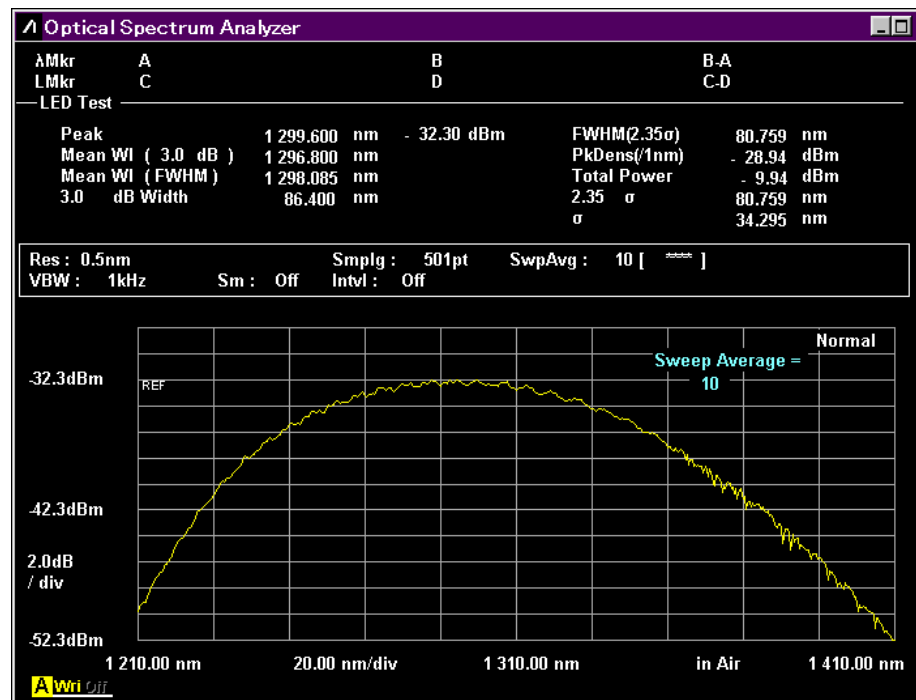 Optical Spectrum Analyzer
λMkr A B B-A
LMkr C D C-D
LED Test
Peak 1 299.600 nm - 32.30 dBm FWHM(2.35σ) 80.759 nm
Mean Wl ( 3.0 dB ) 1 296.800 nm PkDens(/1nm) - 28.94 dBm
Mean Wl (FWHM) 1 298.085 nm Total Power - 9.94 dBm
3.0 dB Width 86.400 nm 2.35 σ 80.759 nm
σ 34.295 nm
Res : 0.5nm Smplg : 501pt SwpAvg : 10 [ **** ]
VBW : 1kHz Sm : Off Intvl : Off
Normal
Sweep Average =
10
-32.3dBm REF
-42.3dBm
2.0dB
/ div
-52.3dBm
1 210.00 nm 20.00 nm/div 1 310.00 nm in Air 1 410.00 nm
A Wri Off